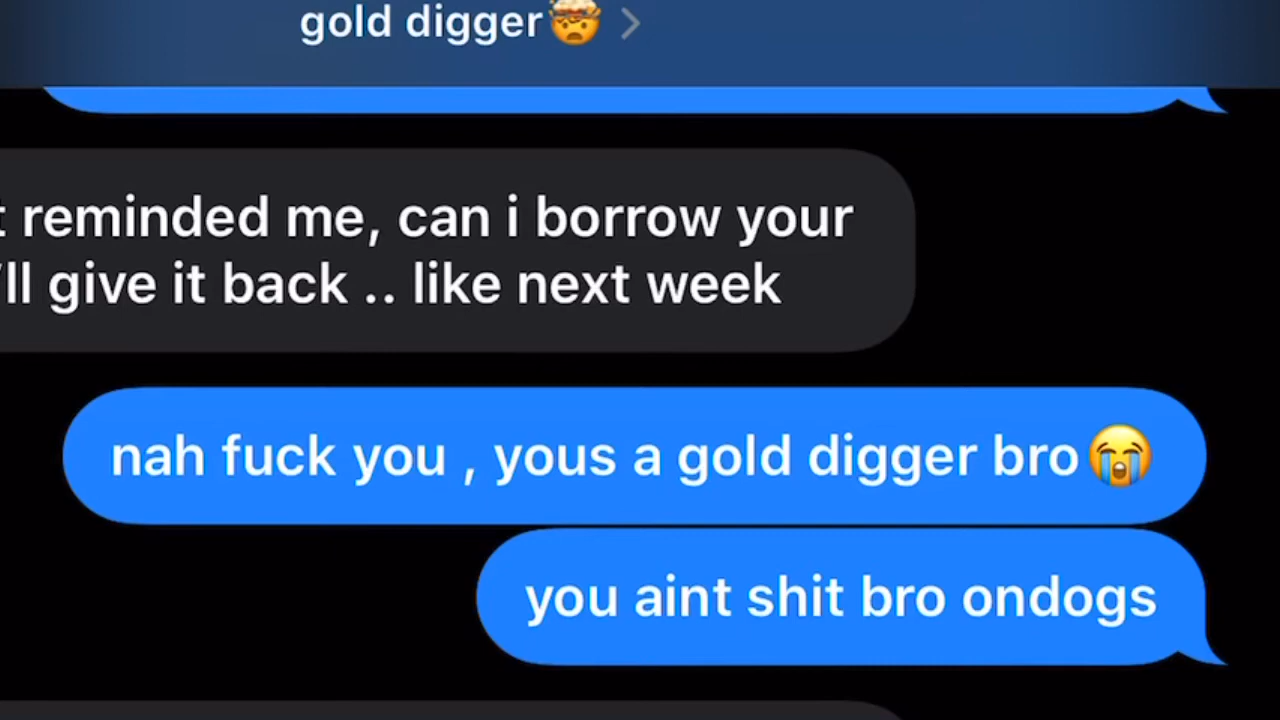 gold digger🤯
reminded me, can i borrow your
'll give it back .. like next week
nah fuck you , yous a gold digger bro😭
you aint shit bro ondogs